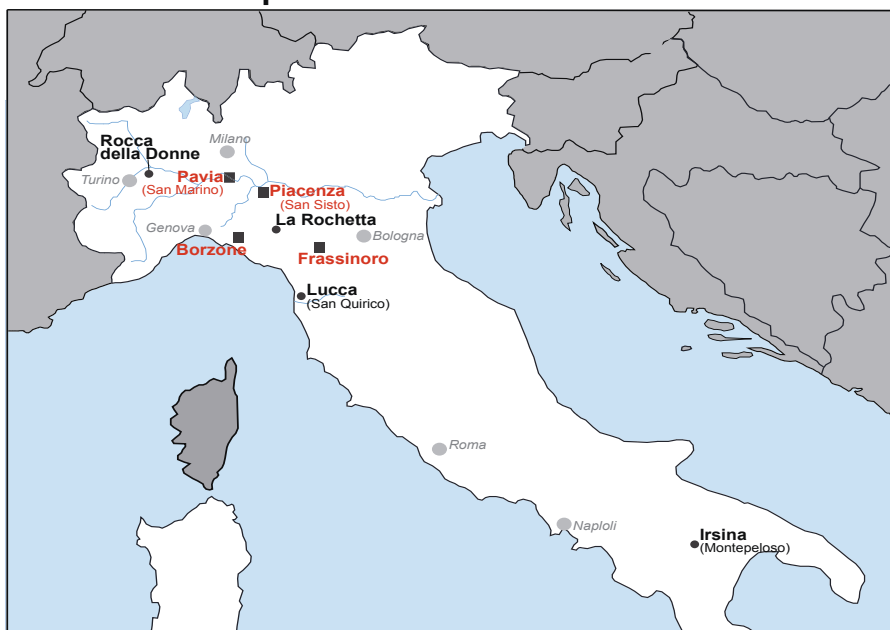 Rocca
della Donne
Milano
Turino
Pavia
(San Marino)
Piacenza
(San Sisto)
La Rochetta
Genova
Bologna
Borzone
Frassinoro
Lucca
(San Quirico)
Roma
Naploli
Irsina
(Montepeloso)